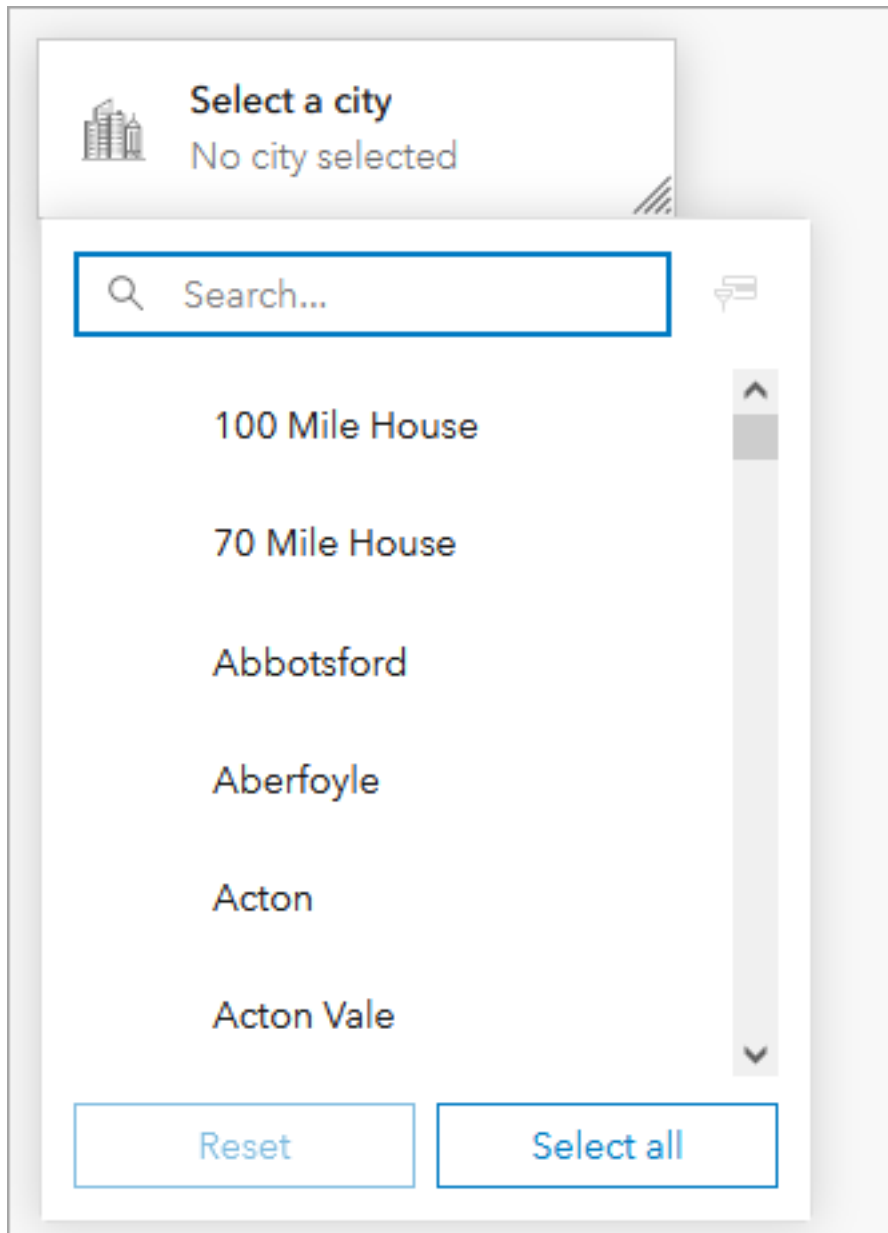 Select a city
No city selected
Search...
100 Mile House
70 Mile House
Abbotsford
Aberfoyle
Acton
Acton Vale
Reset
Select all